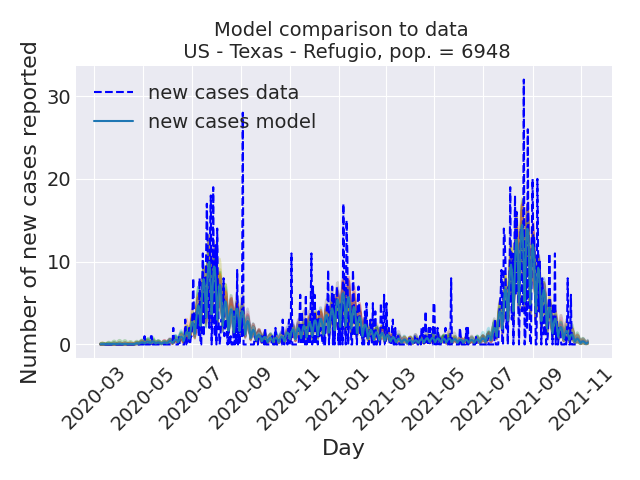 Model comparison to data
US - Texas - Refugio, pop. = 6948
Number of new cases reported
30
20
10
0
new cases data
new cases model
2020-03
2020-05
2020-07
2020-09
2020-11
2021-01
2021-03
2021-05
2021-07
2021-09
2021-11
Day